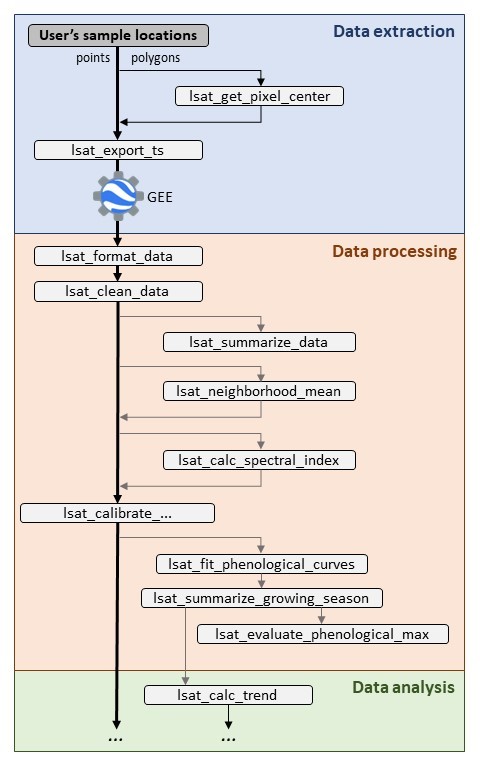 Data extraction
User's sample locations
points polygons
lsat_get_pixel_center
lsat_export_ts
GEE
Data processing
lsat_format_data
lsat_clean_data
lsat_summarize_data
lsat_neighborhood_mean
lsat_calc_spectral_index
lsat_calibrate_...
lsat_fit_phenological_curves
lsat_summarize_growing_season
lsat_evaluate_phenological_max
Data analysis
lsat_calc_trend
... ...